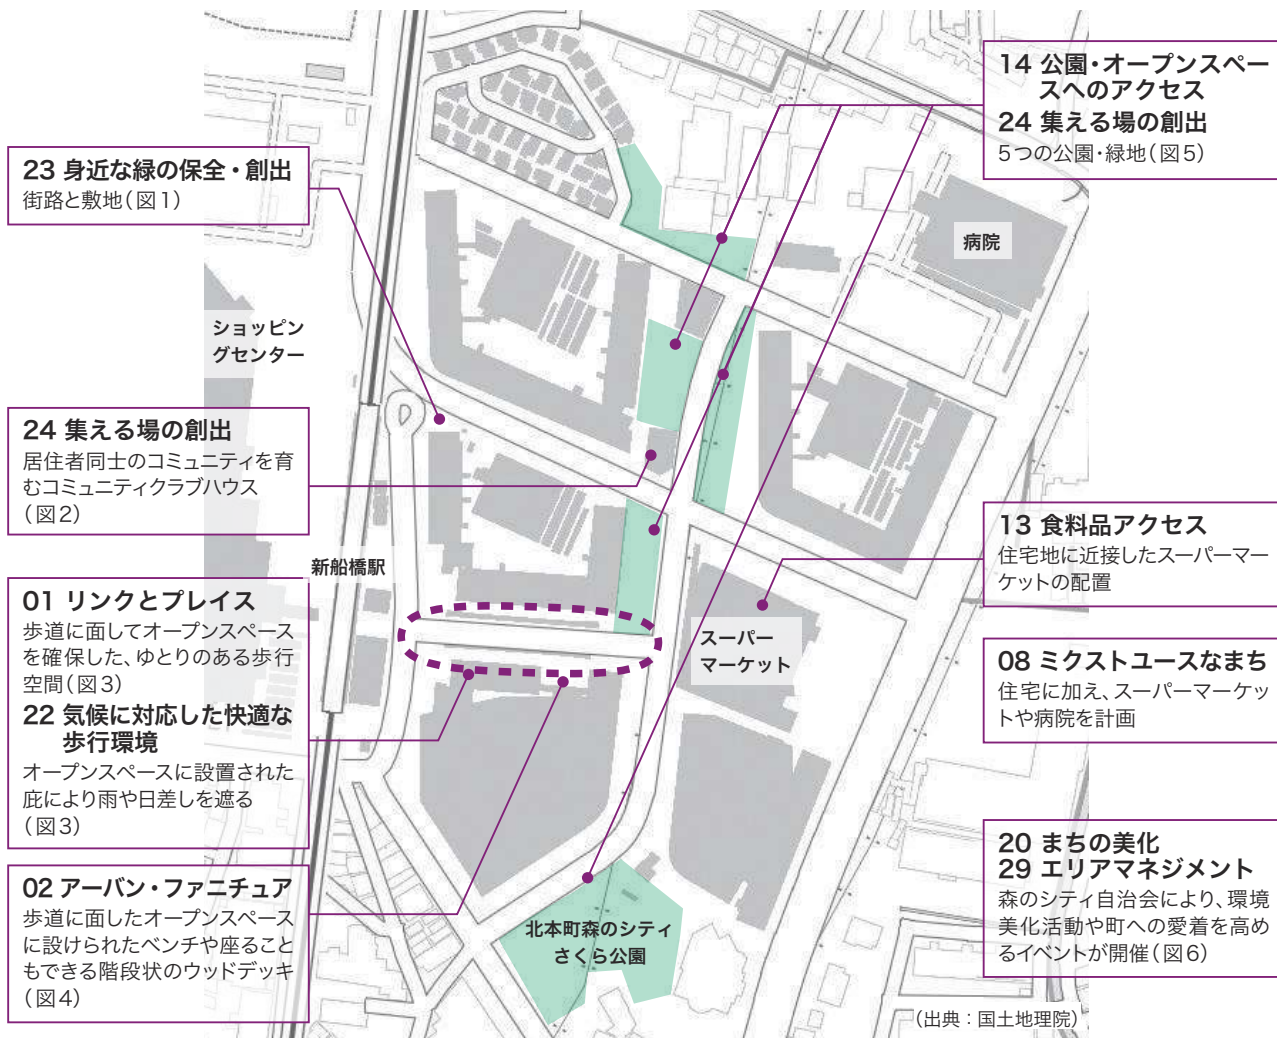 23 身近な緑の保全・創出
街路と敷地(図1)
ショッピン
グセンター
24 集える場の創出
居住者同士のコミュニティを育
むコミュニティクラブハウス
(図2)
新船橋駅
01 リンクとプレイス
歩道に面してオープンスペース
を確保した、ゆとりのある歩行
空間(図3)
22 気候に対応した快適な
歩行環境
オープンスペースに設置された
庇により雨や日差しを遮る
(図3)
02 アーバン・ファニチュア
歩道に面したオープンスペース
に設けられたベンチや座ること
もできる階段状のウッドデッキ
(図4)
北本町森のシティ
さくら公園
スーパー
マーケット
病院
14 公園・オープンスペー
スへのアクセス
24 集える場の創出
5つの公園・緑地(図5)
13 食料品アクセス
住宅地に近接したスーパーマー
ケットの配置
08 ミクストユースなまち
住宅に加え、スーパーマーケッ
トや病院を計画
20 まちの美化
29 エリアマネジメント
森のシティ自治会により、環境
美化活動や町への愛着を高め
るイベントが開催(図6)
(出典：国土地理院)